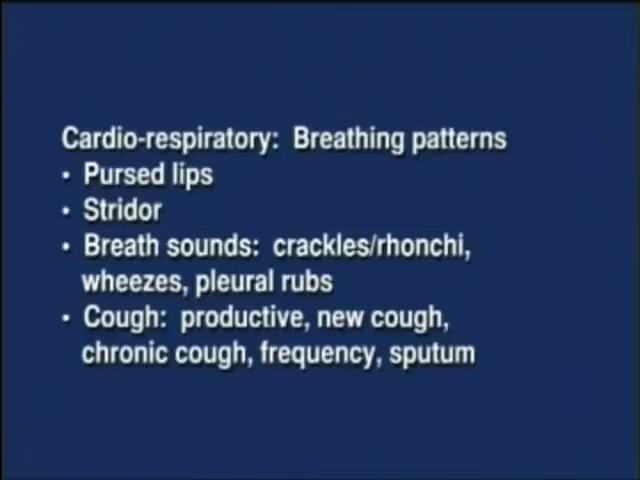 Cardio-respiratory: Breathing patterns
• Pursed lips
• Stridor
• Breath sounds: crackles/rhonchi,
wheezes, pleural rubs
• Cough: productive, new cough,
chronic cough, frequency, sputum